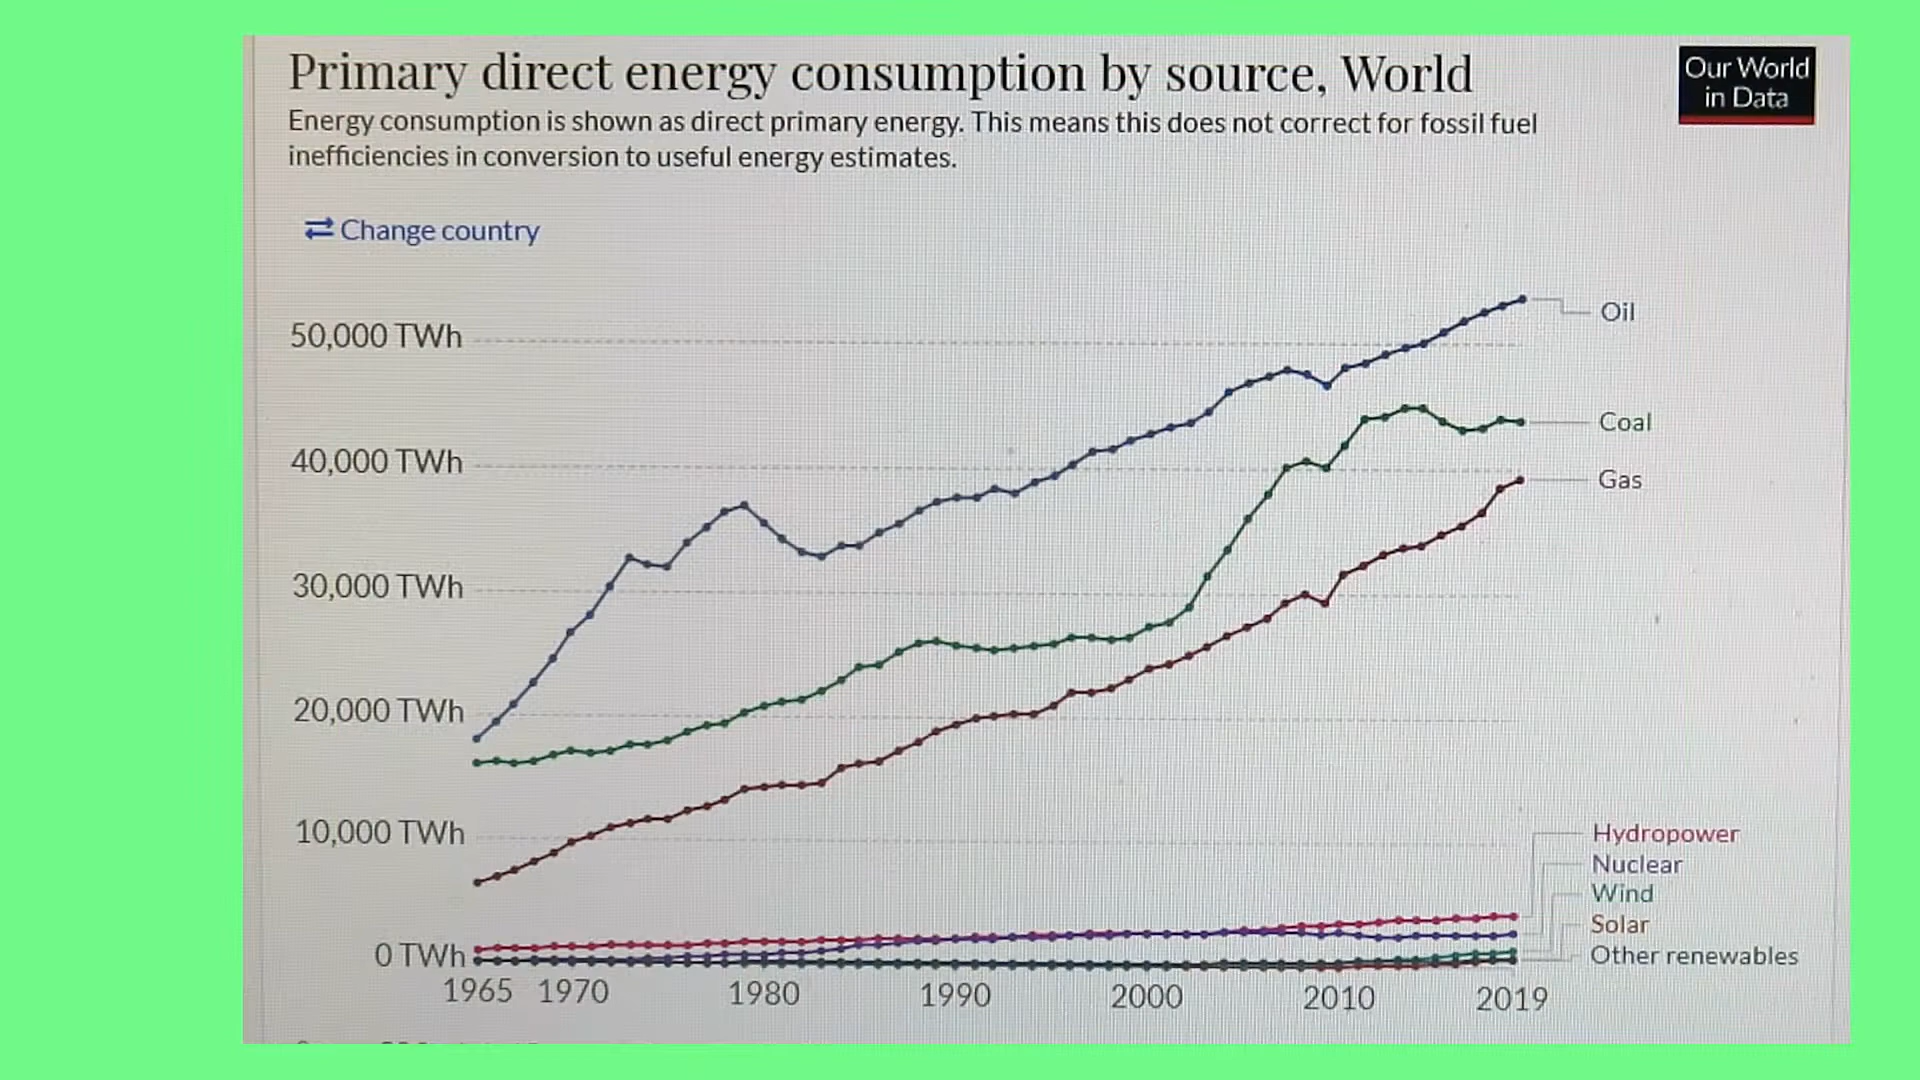 Primary direct energy consumption by source, World
Our World
in Data
Energy consumption is shown as direct primary energy. This means this does not correct for fossil fuel
inefficiencies in conversion to useful energy estimates.
⇄ Change country
50,000 TWh
40,000 TWh
30,000 TWh
20,000 TWh
10,000 TWh
0 TWh
Oil
Coal
Gas
Hydropower
Nuclear
Wind
Solar
Other renewables
1965 1970 1980 1990 2000 2010 2019